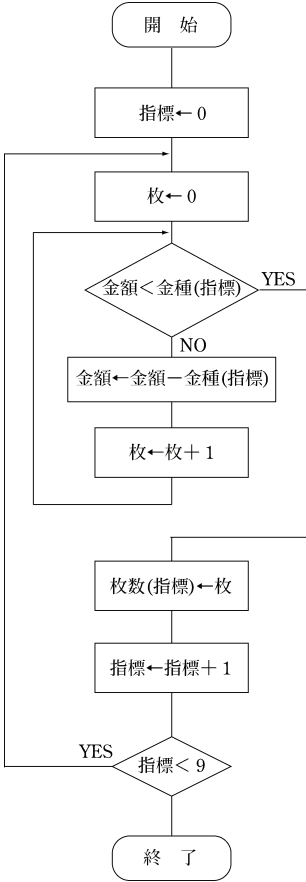 開　始
指標←0
枚←0
金額＜金種(指標)
YES
NO
金額←金額－金種(指標)
枚←枚＋1
枚数(指標)←枚
指標←指標＋1
YES
指標＜9
終　了